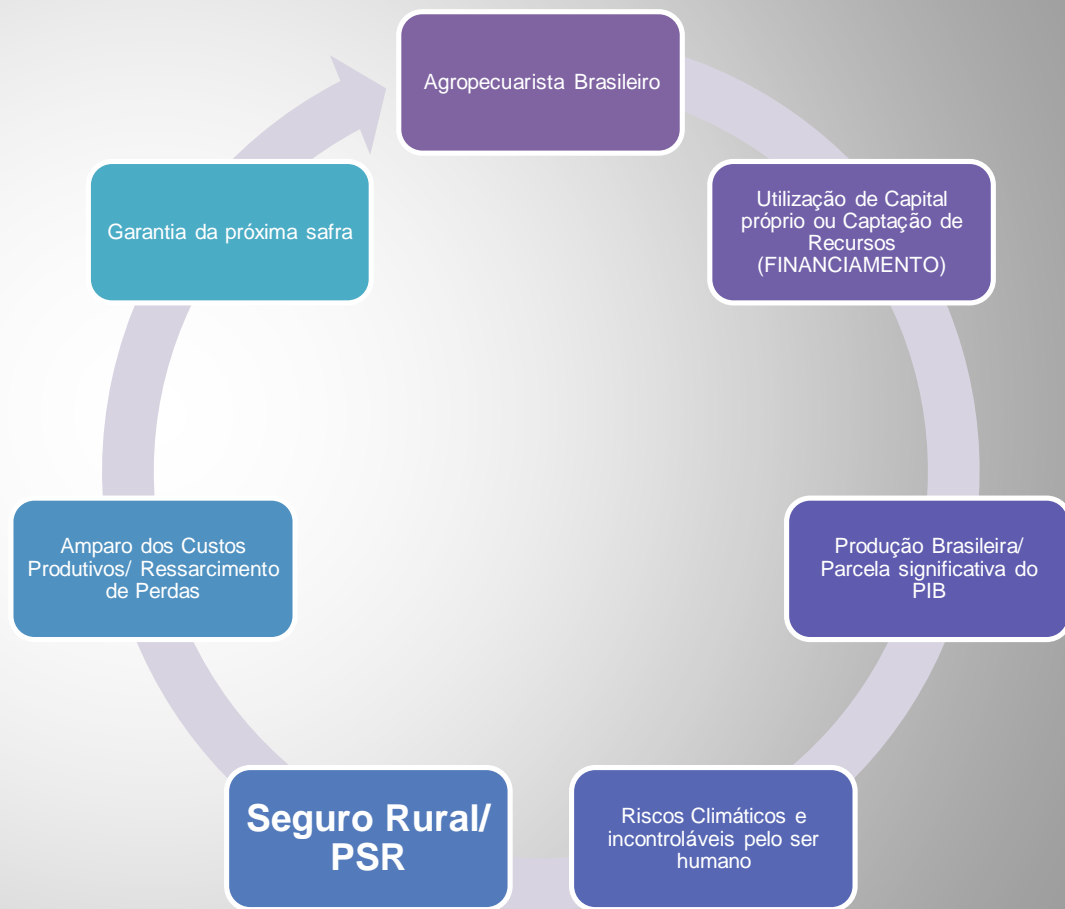 Agropecuarista Brasileiro
Utilização de Capital
próprio ou Captação de
Recursos
(FINANCIAMENTO)
Produção Brasileira/
Parcela significativa do
PIB
Riscos Climáticos e
incontroláveis pelo ser
humano
Seguro Rural/
PSR
Amparo dos Custos
Produtivos/ Ressarcimento
de Perdas
Garantia da próxima safra